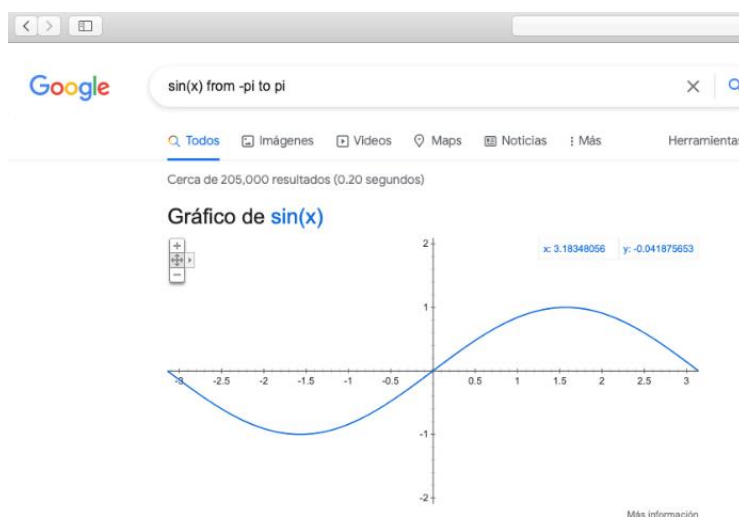 Google
sin(x) from -pi to pi
Todos Imágenes Videos Maps Noticias Más Herramientas
Cerca de 205,000 resultados (0.20 segundos)
Gráfico de sin(x)
x: 3.18348056 y: -0.041875653
2
1
-3 -2.5 -2 -1.5 -1 -0.5 0.5 1 1.5 2 2.5 3
-1
-2
Más información